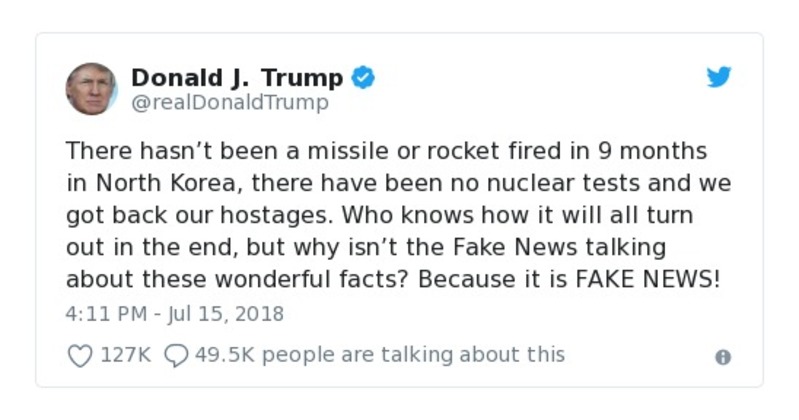 Donald J. Trump
@realDonaldTrump
There hasn’t been a missile or rocket fired in 9 months
in North Korea, there have been no nuclear tests and we
got back our hostages. Who knows how it will all turn
out in the end, but why isn’t the Fake News talking
about these wonderful facts? Because it is FAKE NEWS!
4:11 PM - Jul 15, 2018
127K 49.5K people are talking about this